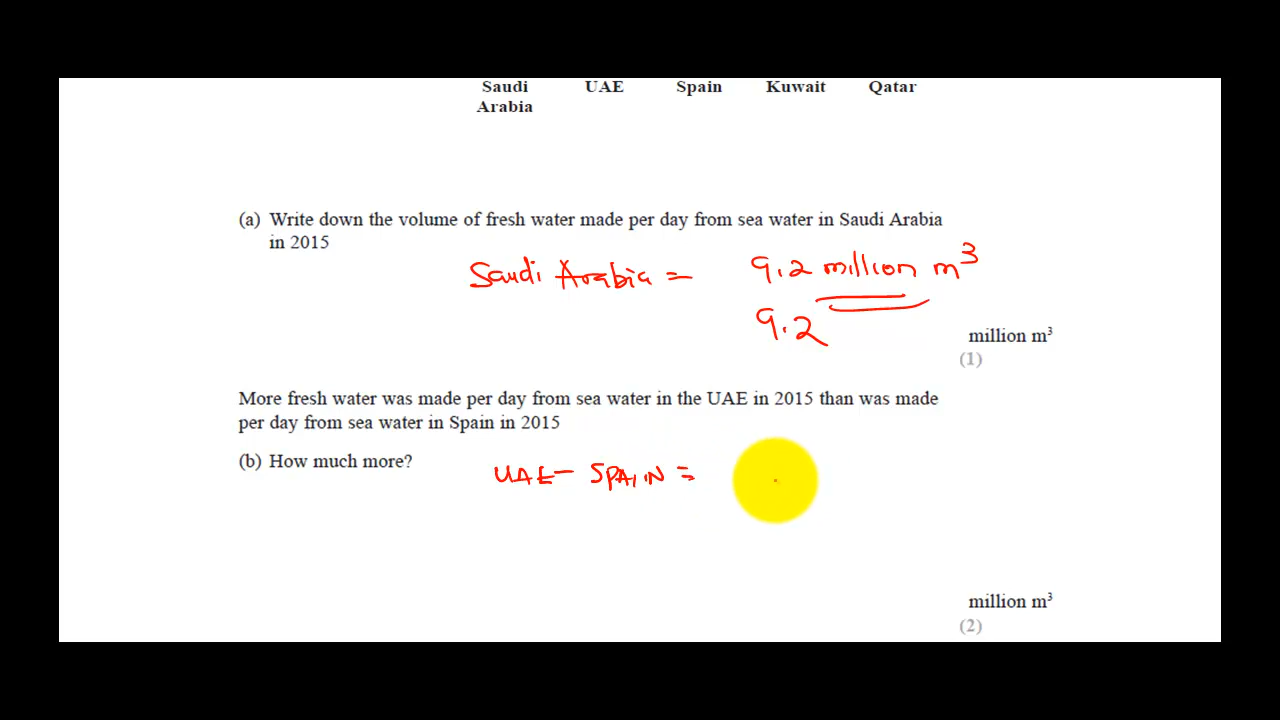 Saudi Arabia UAE Spain Kuwait Qatar
(a) Write down the volume of fresh water made per day from sea water in Saudi Arabia
in 2015
Saudi Arabia = 9.2 million m³
9.2
million m³
(1)
More fresh water was made per day from sea water in the UAE in 2015 than was made
per day from sea water in Spain in 2015
(b) How much more?
UAE - SPAIN =
million m³
(2)